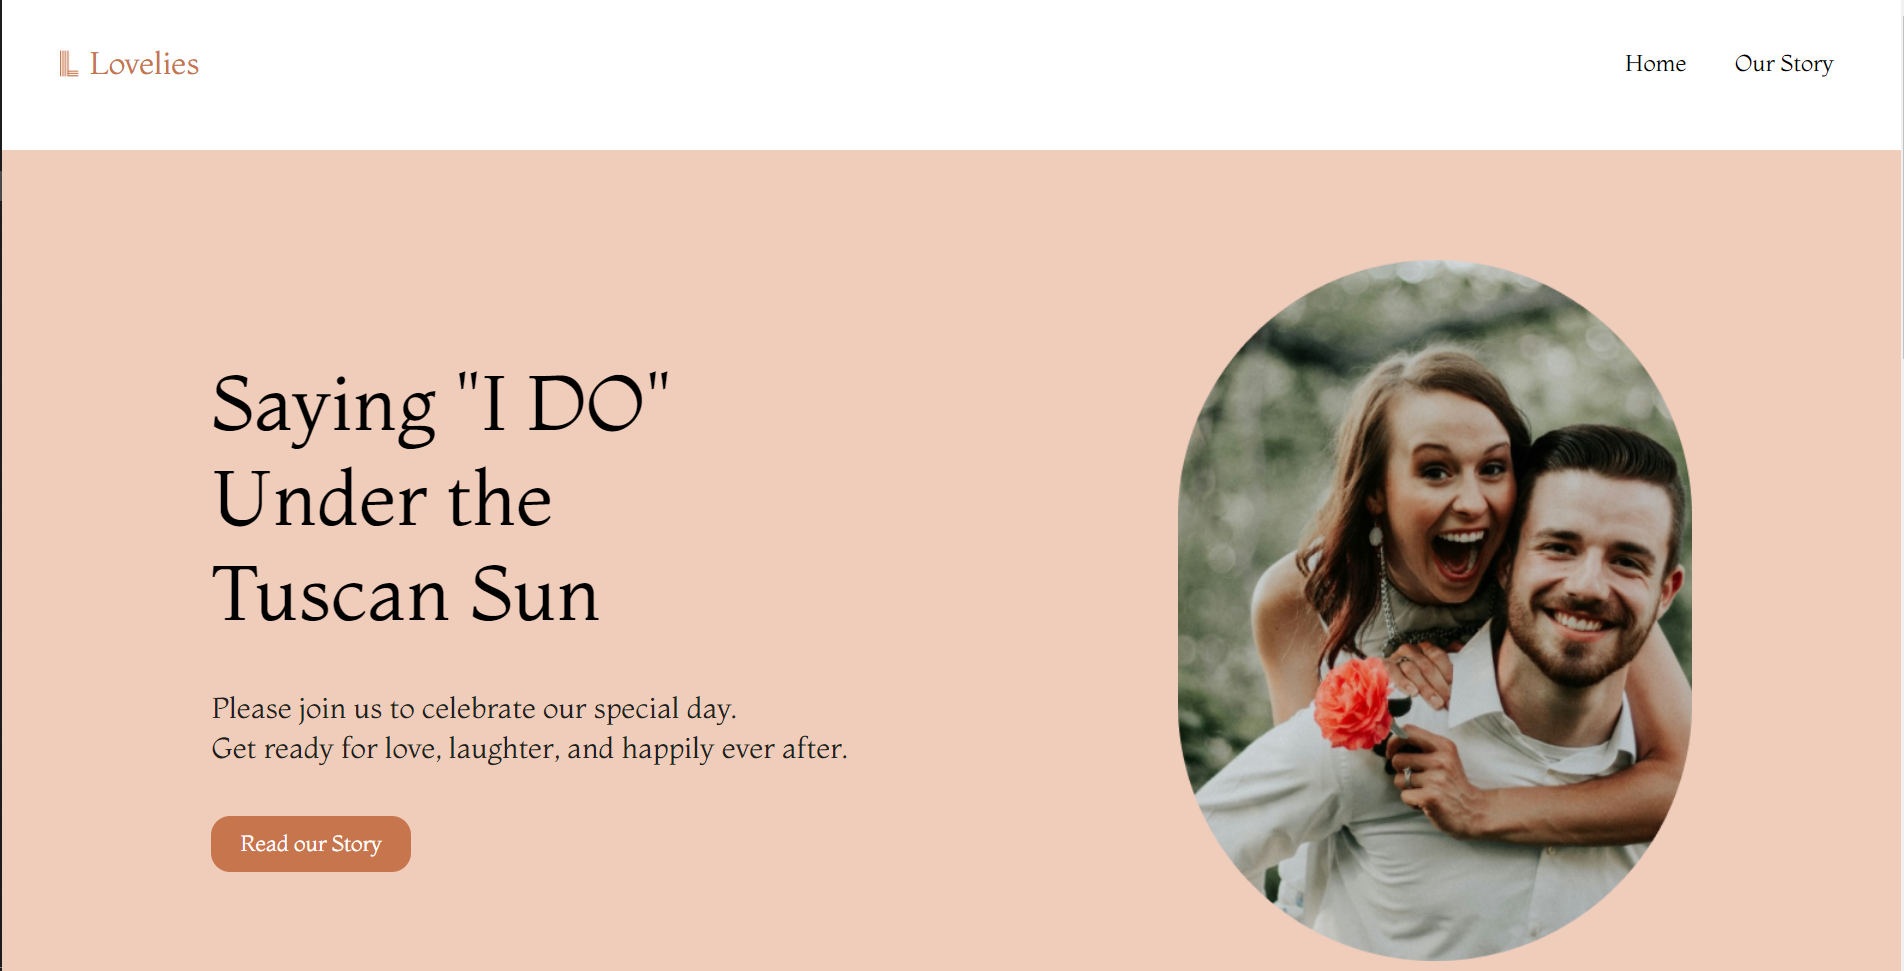 Lovelies
Home
Our Story
Saying "I DO"
Under the
Tuscan Sun
Please join us to celebrate our special day.
Get ready for love, laughter, and happily ever after.
Read our Story